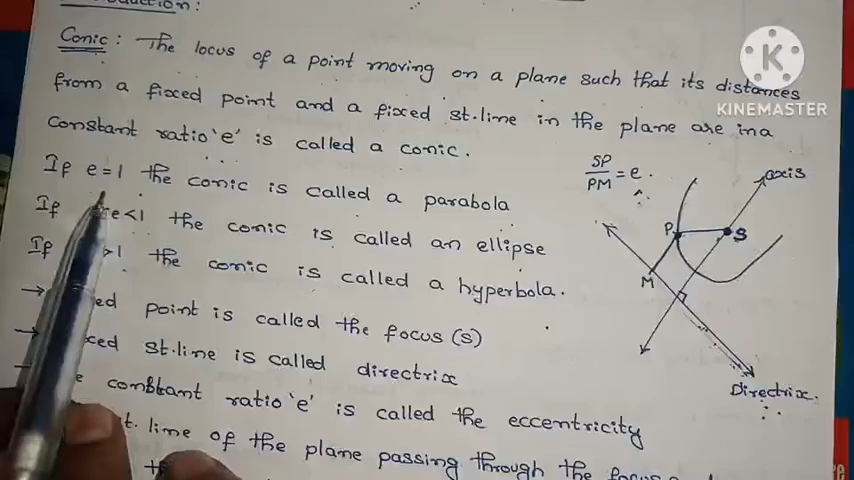 Conic: The locus of a point moving on a plane such that its distances
from a fixed point and a fixed st.line in the plane are in a
constant ratio 'e' is called a conic.
If e=1 the conic is called a parabola
If e<1 the conic is called an ellipse
If >1 the conic is called a hyperbola.
→ ed point is called the focus (s)
→ xed st.line is called directrix
e constant ratio 'e' is called the eccentricity
t. line of the plane passing through the focus
SP
PM = e.
axis
P
S
M
Directrix.
K
KINEMASTER